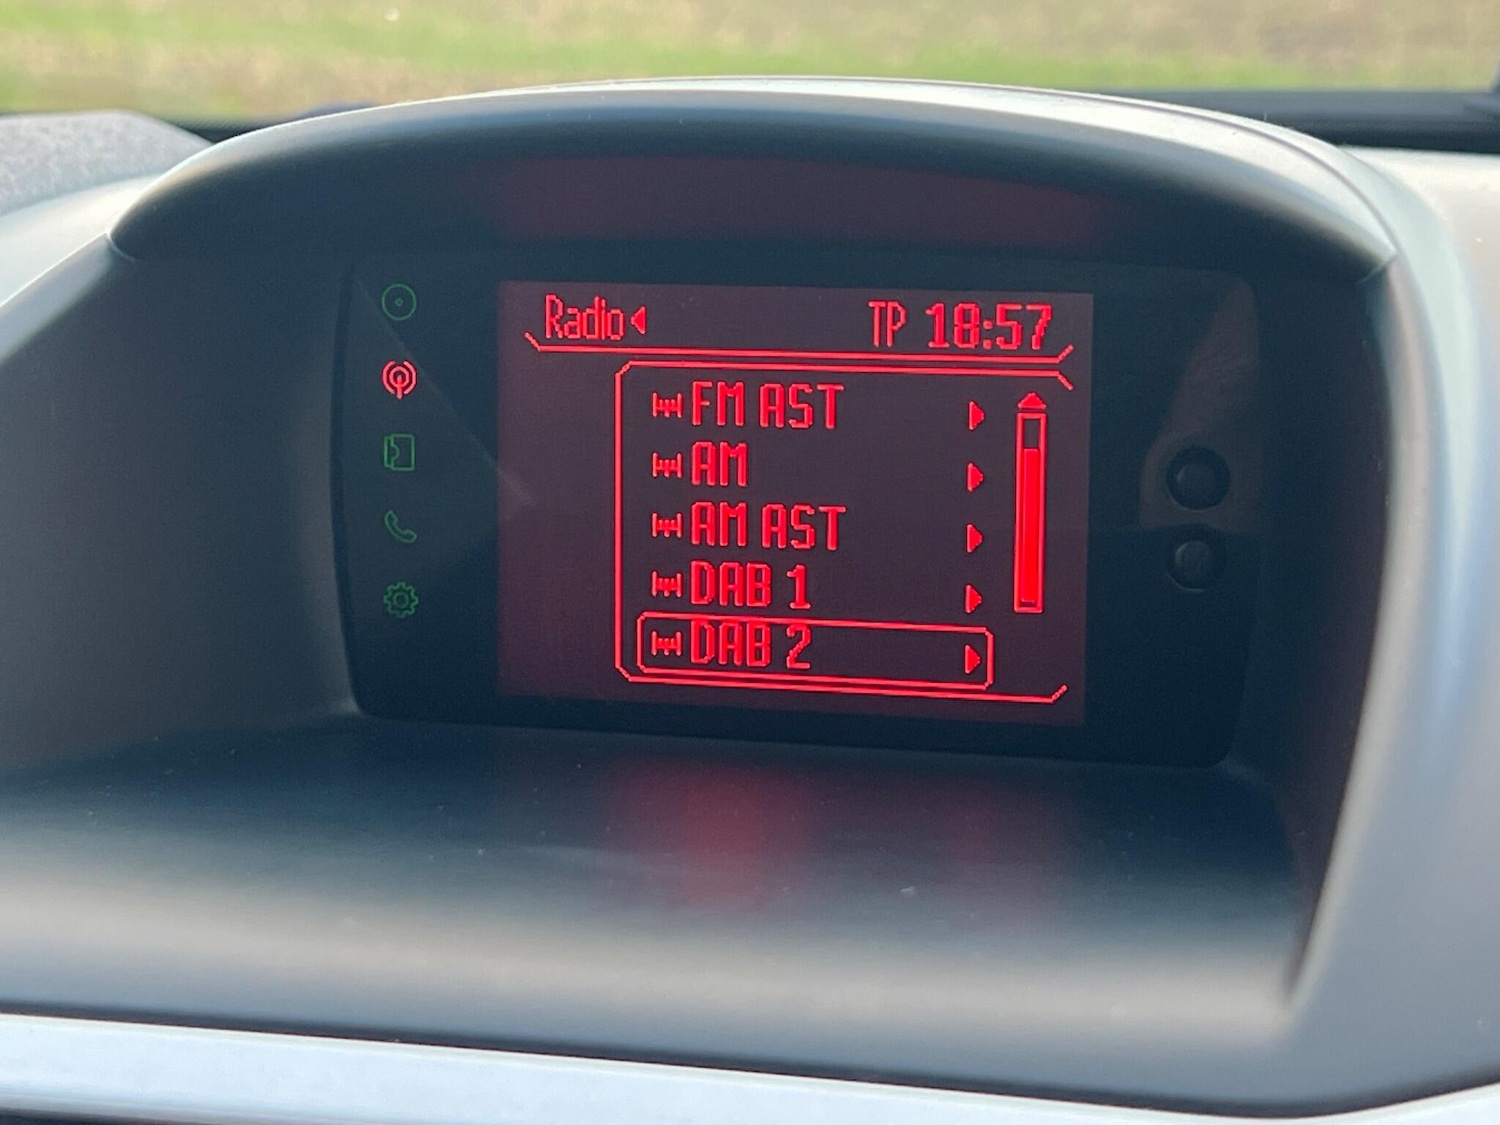 Radio TP 18:57
FM AST
AM
AM AST
DAB 1
DAB 2